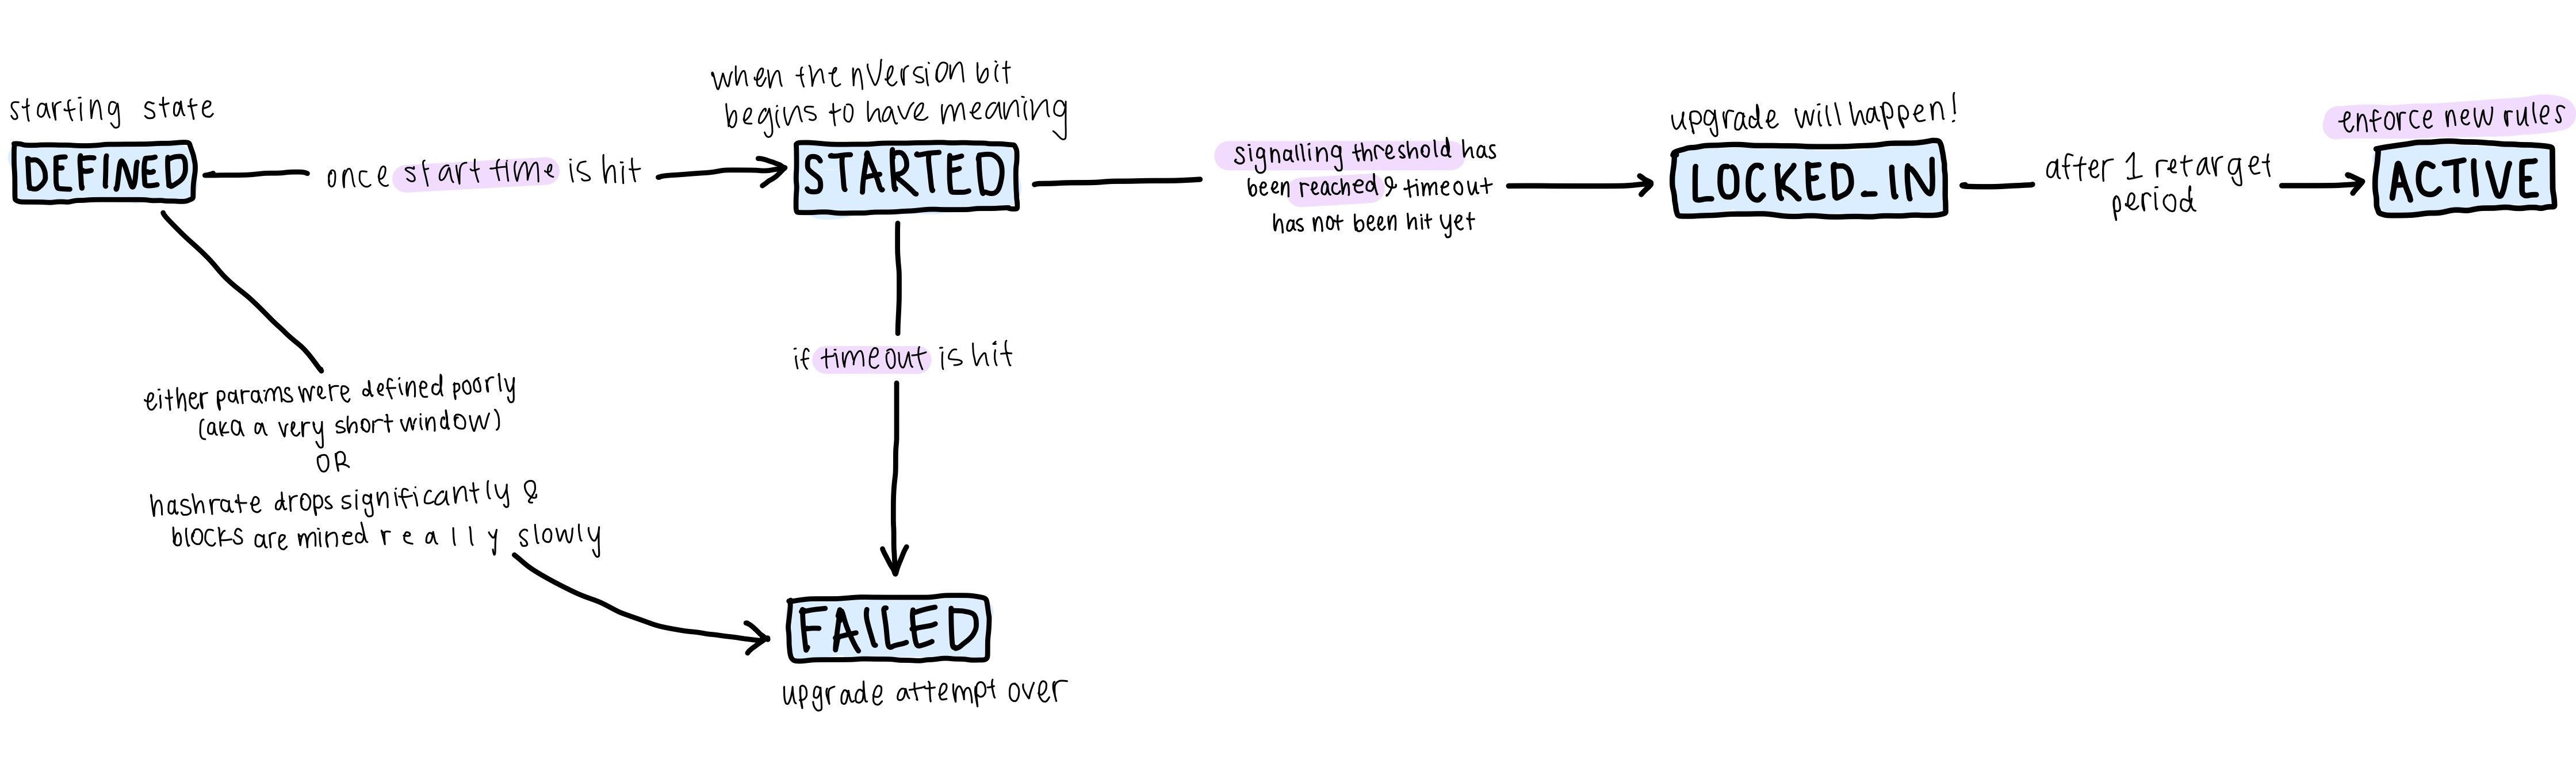 starting state
DEFINED
once start time is hit
when the nVersion bit
begins to have meaning
STARTED
signalling threshold has
been reached & timeout
has not been hit yet
upgrade will happen!
LOCKED_IN
after 1 retarget
period
enforce new rules
ACTIVE
if timeout is hit
either params were defined poorly
(aka a very short window)
OR
hashrate drops significantly &
blocks are mined r e a l l y slowly
FAILED
upgrade attempt over